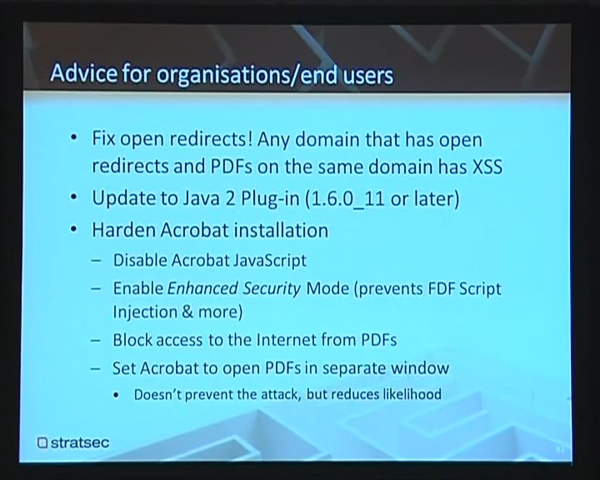 Advice for organisations/end users
• Fix open redirects! Any domain that has open
redirects and PDFs on the same domain has XSS
• Update to Java 2 Plug-in (1.6.0_11 or later)
• Harden Acrobat installation
– Disable Acrobat JavaScript
– Enable Enhanced Security Mode (prevents FDF Script
Injection & more)
– Block access to the Internet from PDFs
– Set Acrobat to open PDFs in separate window
• Doesn't prevent the attack, but reduces likelihood
stratsec